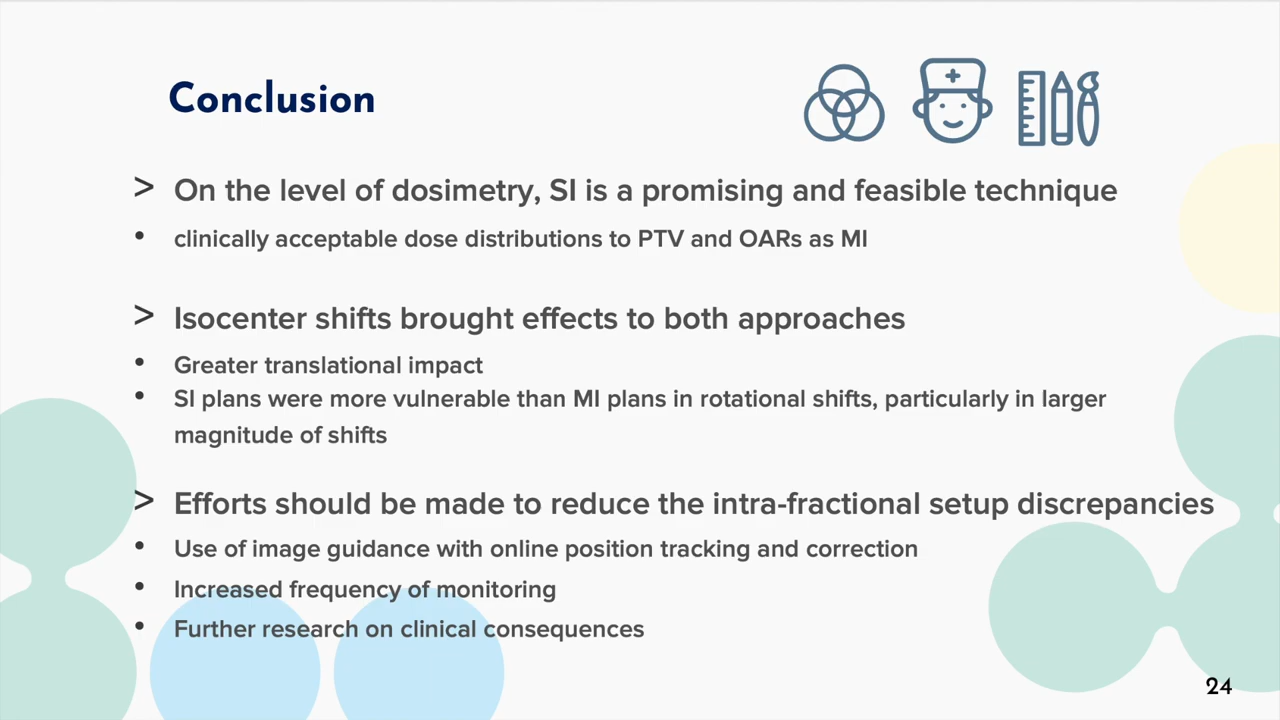 Conclusion
> On the level of dosimetry, SI is a promising and feasible technique
• clinically acceptable dose distributions to PTV and OARs as MI
> Isocenter shifts brought effects to both approaches
• Greater translational impact
• SI plans were more vulnerable than MI plans in rotational shifts, particularly in larger
magnitude of shifts
> Efforts should be made to reduce the intra-fractional setup discrepancies
• Use of image guidance with online position tracking and correction
• Increased frequency of monitoring
• Further research on clinical consequences
24